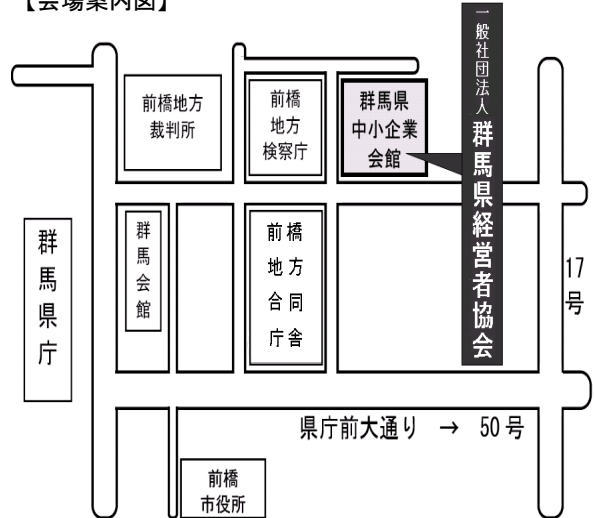 【会場案内図】
一般社団法人 群馬県経営者協会
前橋地方
裁判所
前橋
地方
検察庁
群馬県
中小企業
会館
群馬県庁
群馬会館
前橋
地方
合同
庁舎
17
号
県庁前大通り → 50号
前橋
市役所